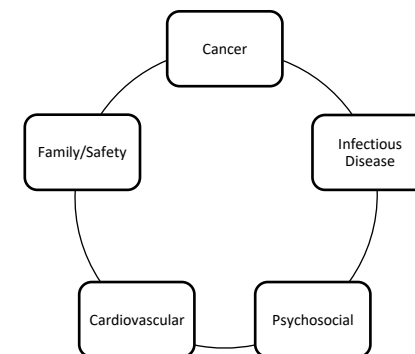 Cancer
Infectious
Disease
Psychosocial
Cardiovascular
Family/Safety